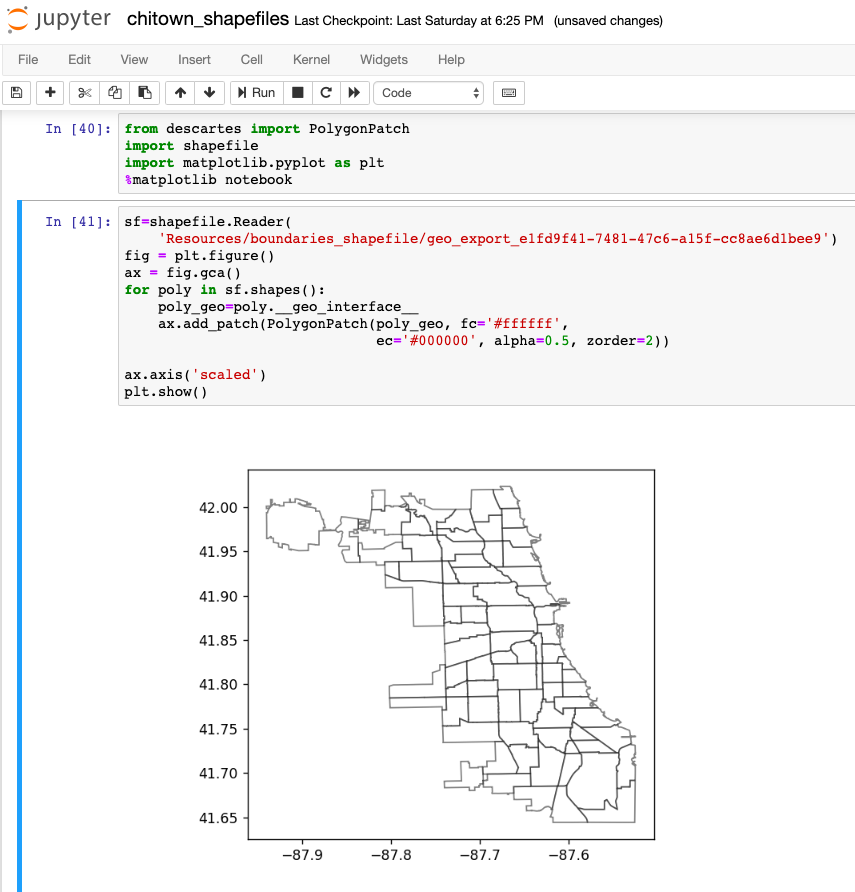 jupyter chitown_shapefiles Last Checkpoint: Last Saturday at 6:25 PM (unsaved changes)
File Edit View Insert Cell Kernel Widgets Help
Run Code
In [40]: from descartes import PolygonPatch
import shapefile
import matplotlib.pyplot as plt
%matplotlib notebook
In [41]: sf=shapefile.Reader(
'Resources/boundaries_shapefile/geo_export_e1fd9f41-7481-47c6-a15f-cc8ae6d1bee9')
fig = plt.figure()
ax = fig.gca()
for poly in sf.shapes():
poly_geo=poly.__geo_interface__
ax.add_patch(PolygonPatch(poly_geo, fc='#ffffff',
ec='#000000', alpha=0.5, zorder=2))
ax.axis('scaled')
plt.show()
42.00
41.95
41.90
41.85
41.80
41.75
41.70
41.65
−87.9 −87.8 −87.7 −87.6